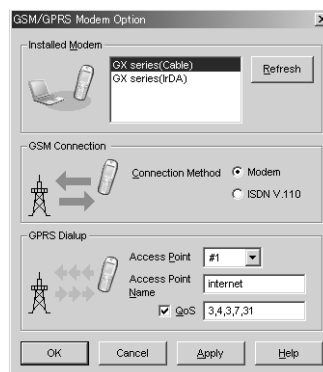 GSM/GPRS Modem Option
Installed Modem
GX series(Cable)
GX series(IrDA)
Refresh
GSM Connection
Connection Method
Modem
ISDN V.110
GPRS Dialup
Access Point
#1
Access Point
Name
internet
QoS
3,4,3,7,31
OK
Cancel
Apply
Help